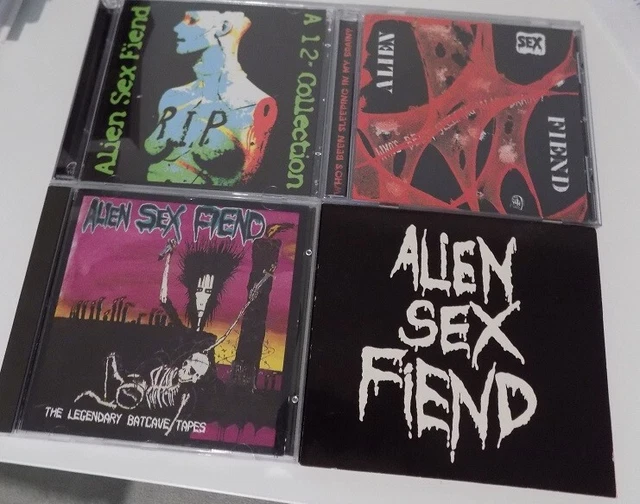 Alien Sex Fiend
R.I.P.
A 12" Collection
WHO'S BEEN SLEEPING IN MY BRAIN?
ALIEN
SEX
FIEND
ALIEN SEX FIEND
THE LEGENDARY BATCAVE TAPES
ALiEN
SEX
FiEND